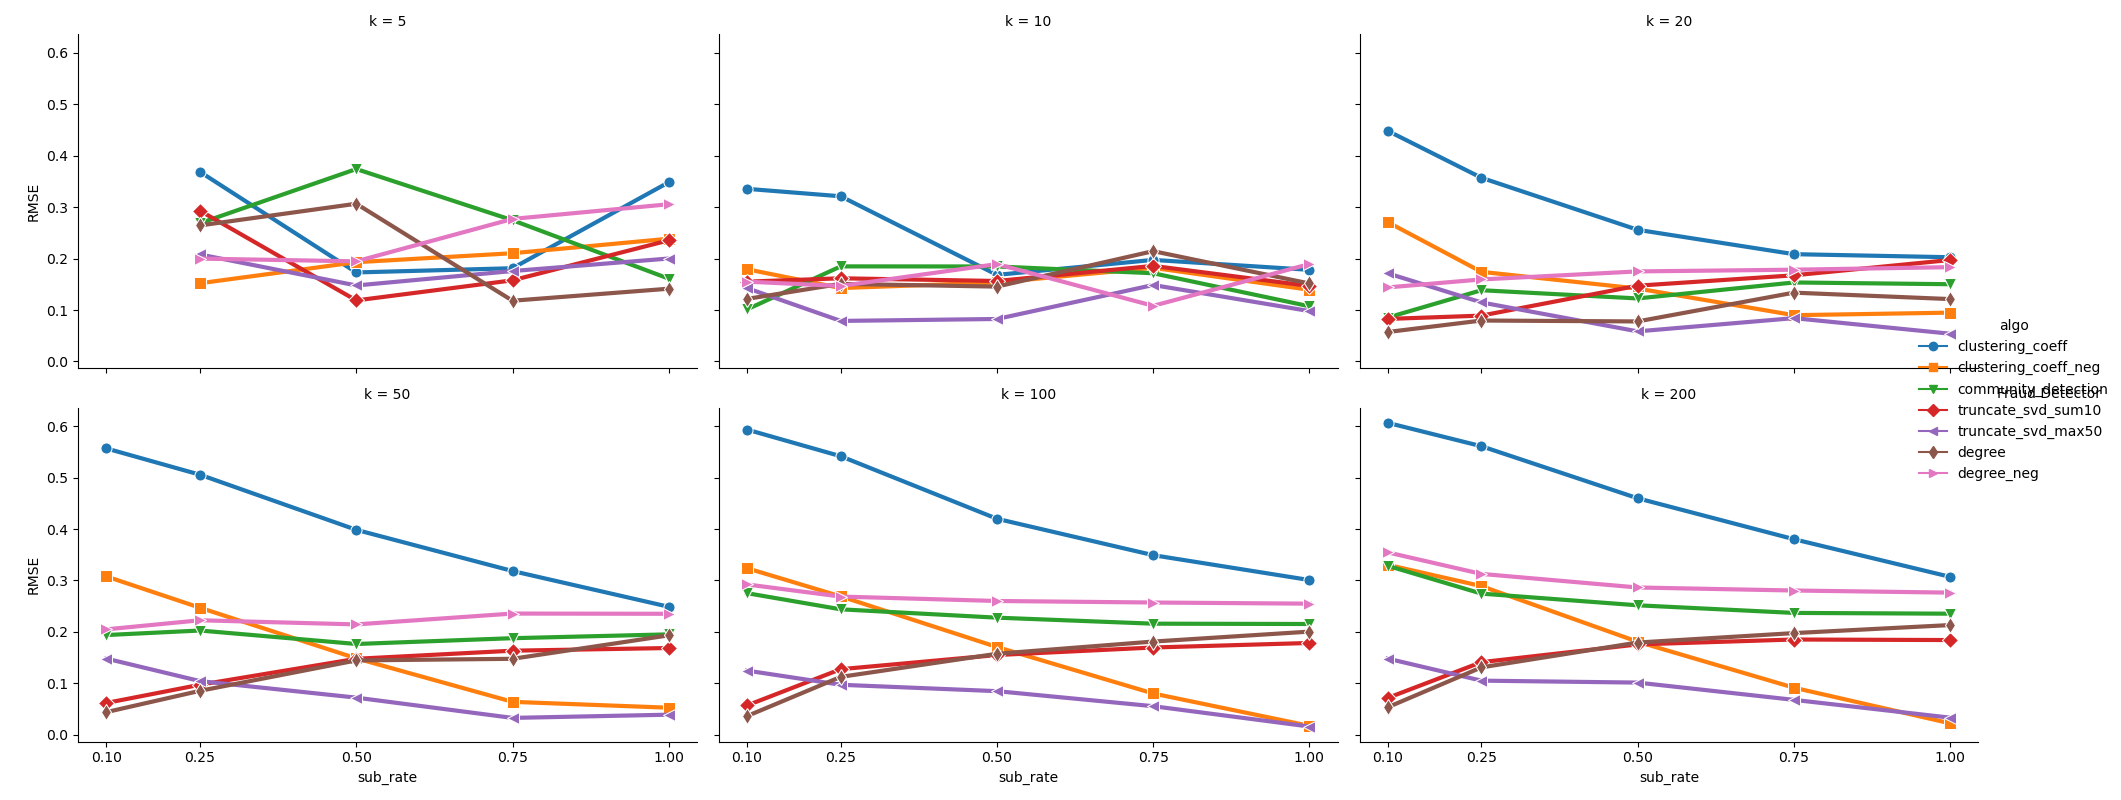 k = 5
k = 10
k = 20
0.6
0.5
0.4
0.3
0.2
0.1
0.0
RMSE
algo
clustering_coeff
clustering_coeff_neg
community_detection
truncate_svd_sum10
truncate_svd_max50
degree
degree_neg
Fraud Detector
k = 50
k = 100
k = 200
0.6
0.5
0.4
0.3
0.2
0.1
0.0
RMSE
0.10 0.25 0.50 0.75 1.00
0.10 0.25 0.50 0.75 1.00
0.10 0.25 0.50 0.75 1.00
sub_rate
sub_rate
sub_rate